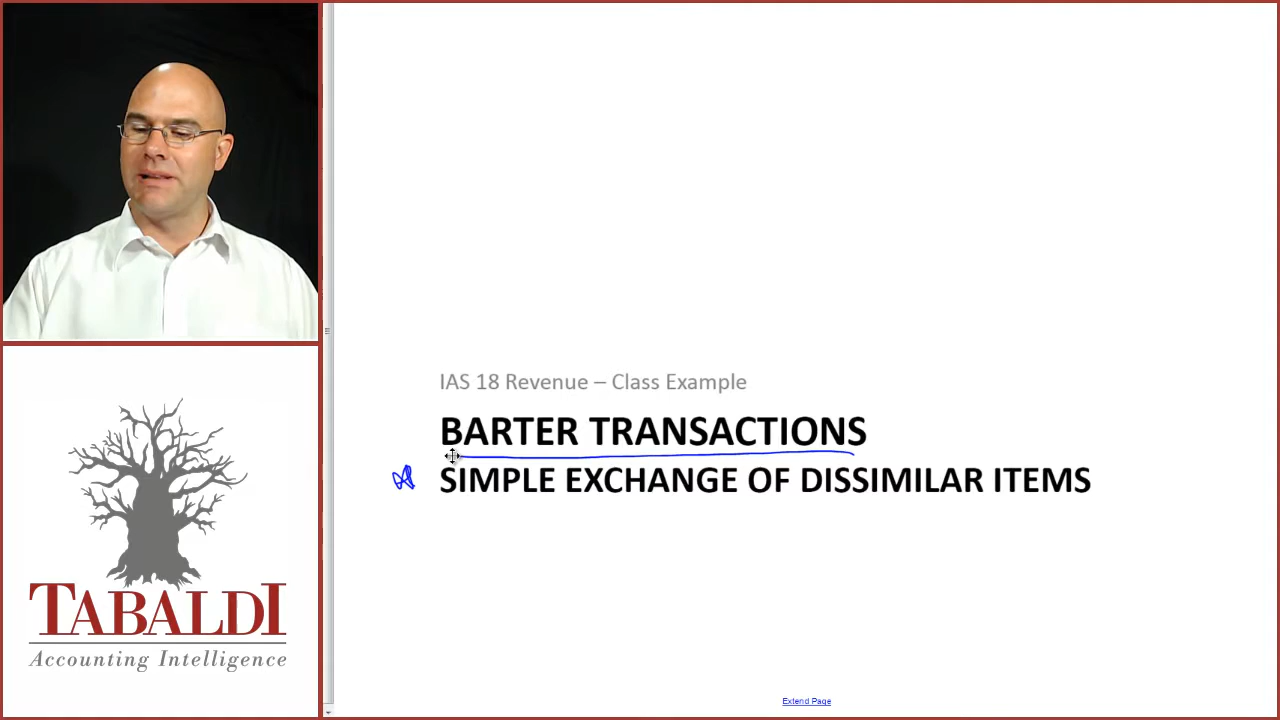 IAS 18 Revenue – Class Example
BARTER TRANSACTIONS
SIMPLE EXCHANGE OF DISSIMILAR ITEMS
TABALDI
Accounting Intelligence
Extend Page